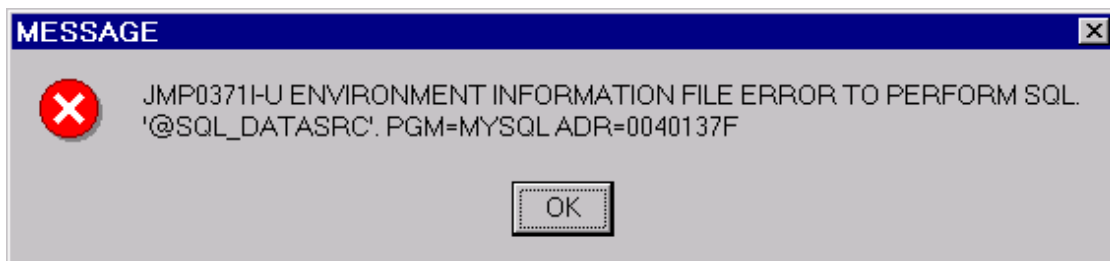 MESSAGE
JMP0371I-U ENVIRONMENT INFORMATION FILE ERROR TO PERFORM SQL.
'@SQL_DATASRC'. PGM=MYSQL ADR=0040137F
OK